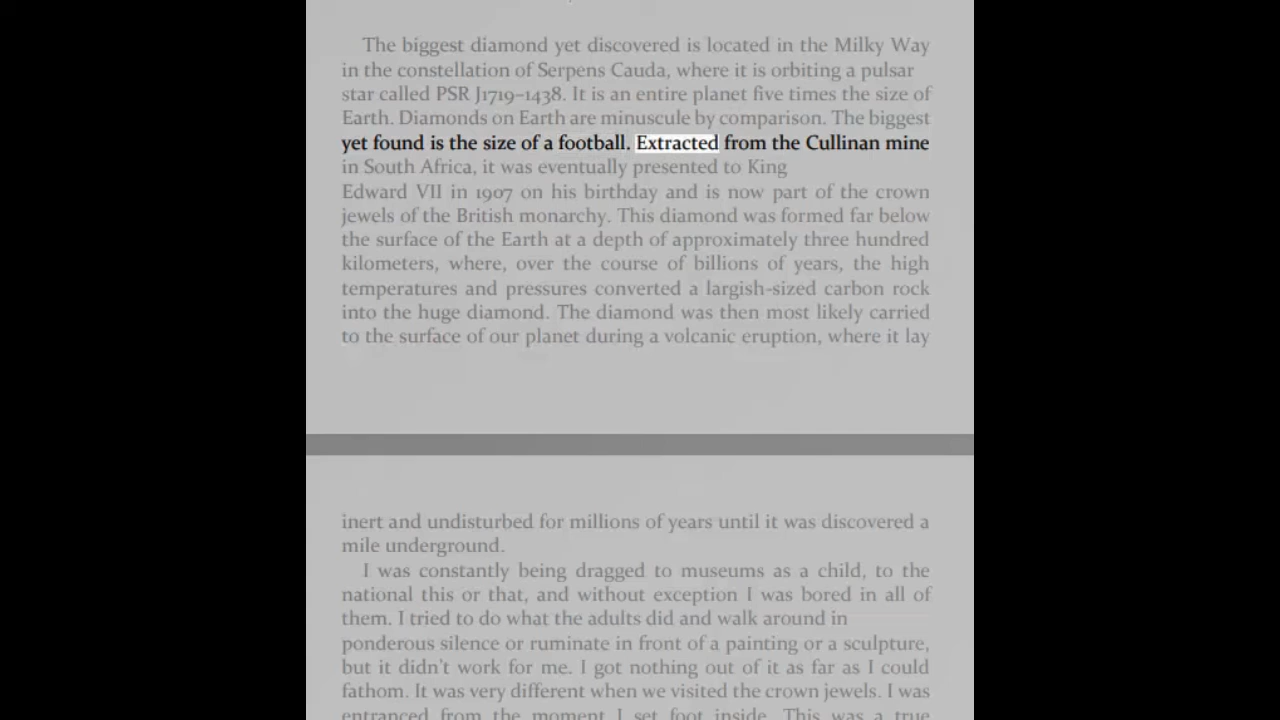 The biggest diamond yet discovered is located in the Milky Way
in the constellation of Serpens Cauda, where it is orbiting a pulsar
star called PSR J1719–1438. It is an entire planet five times the size of
Earth. Diamonds on Earth are minuscule by comparison. The biggest
yet found is the size of a football. Extracted from the Cullinan mine
in South Africa, it was eventually presented to King
Edward VII in 1907 on his birthday and is now part of the crown
jewels of the British monarchy. This diamond was formed far below
the surface of the Earth at a depth of approximately three hundred
kilometers, where, over the course of billions of years, the high
temperatures and pressures converted a largish-sized carbon rock
into the huge diamond. The diamond was then most likely carried
to the surface of our planet during a volcanic eruption, where it lay
inert and undisturbed for millions of years until it was discovered a
mile underground.
I was constantly being dragged to museums as a child, to the
national this or that, and without exception I was bored in all of
them. I tried to do what the adults did and walk around in
ponderous silence or ruminate in front of a painting or a sculpture,
but it didn't work for me. I got nothing out of it as far as I could
fathom. It was very different when we visited the crown jewels. I was
entranced from the moment I set foot inside. This was a true